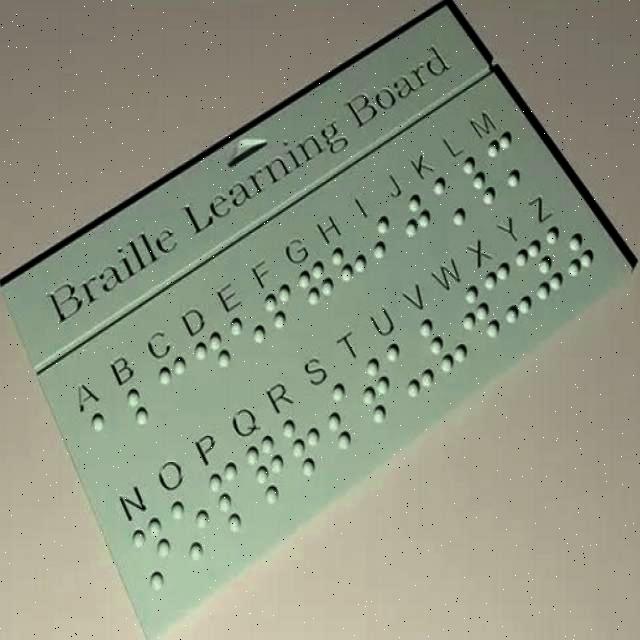 Braille Learning Board
A B C D E F G H I J K L M
N O P Q R S T U V W X Y Z